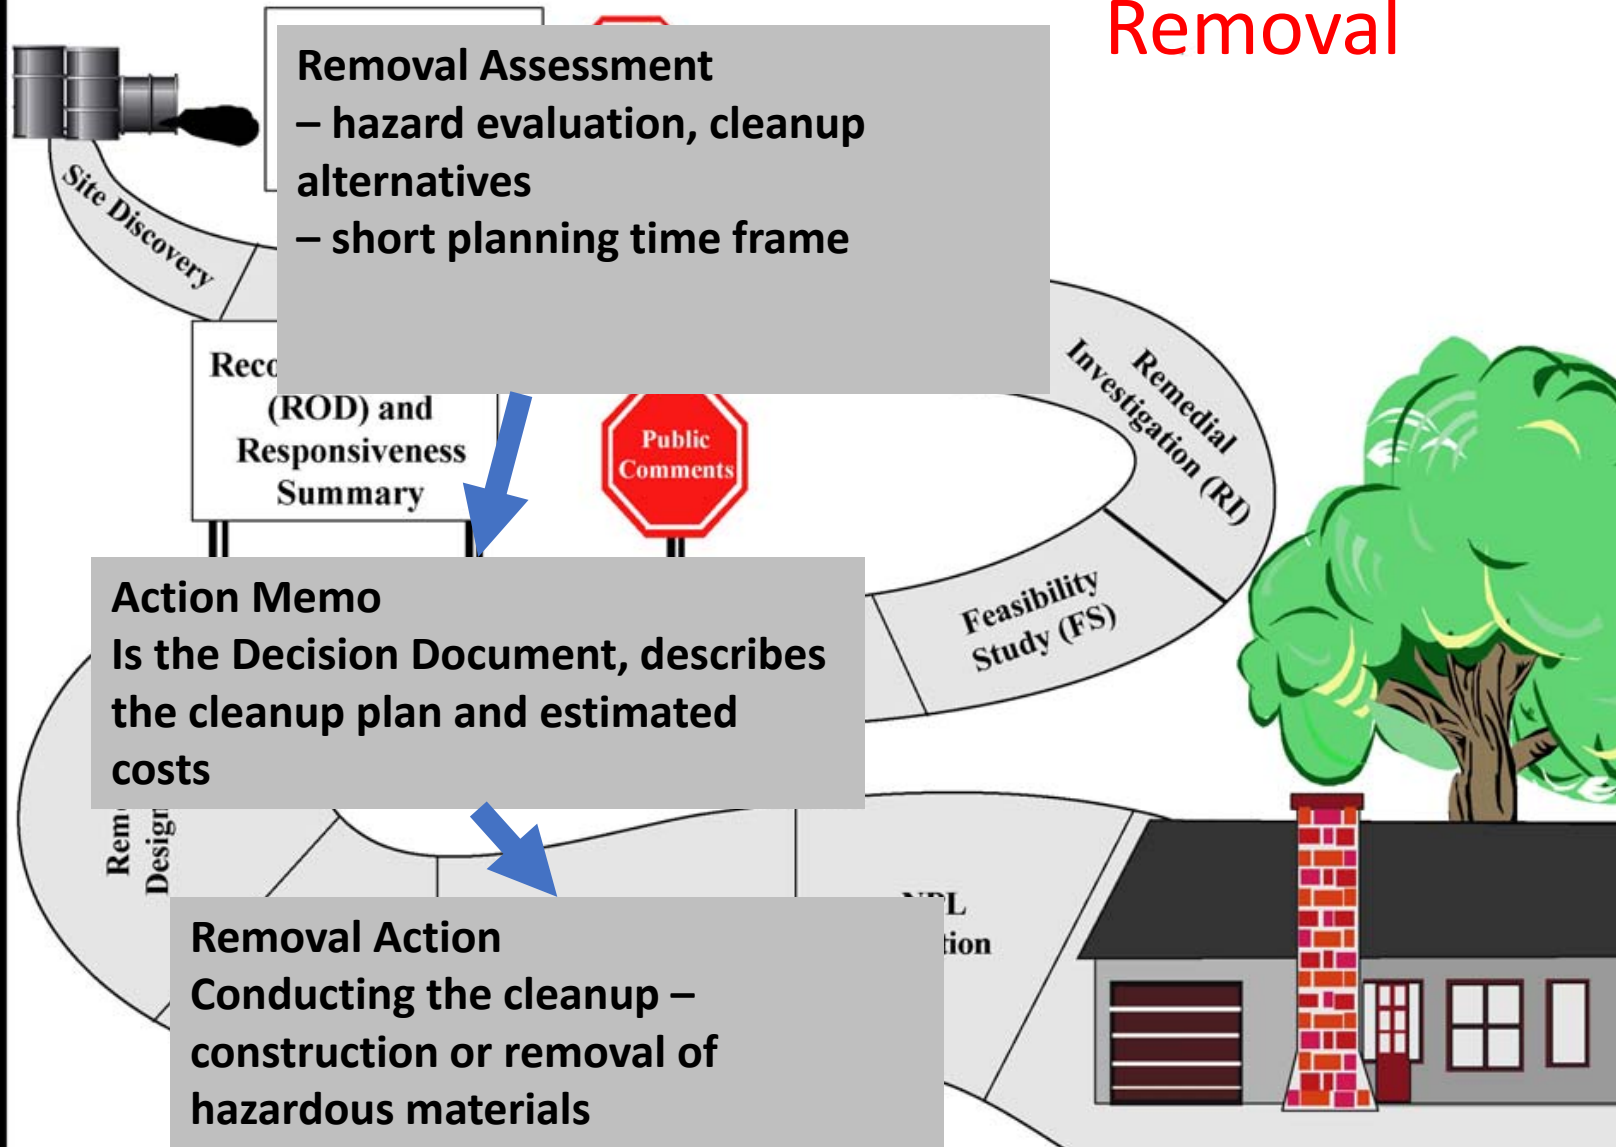 Removal
Removal Assessment
– hazard evaluation, cleanup
alternatives
– short planning time frame
Site Discovery
Remedial
Investigation (RI)
(ROD) and
Responsiveness
Summary
Public
Comments
Feasibility
Study (FS)
Action Memo
Is the Decision Document, describes
the cleanup plan and estimated
costs
Removal Action
Conducting the cleanup –
construction or removal of
hazardous materials